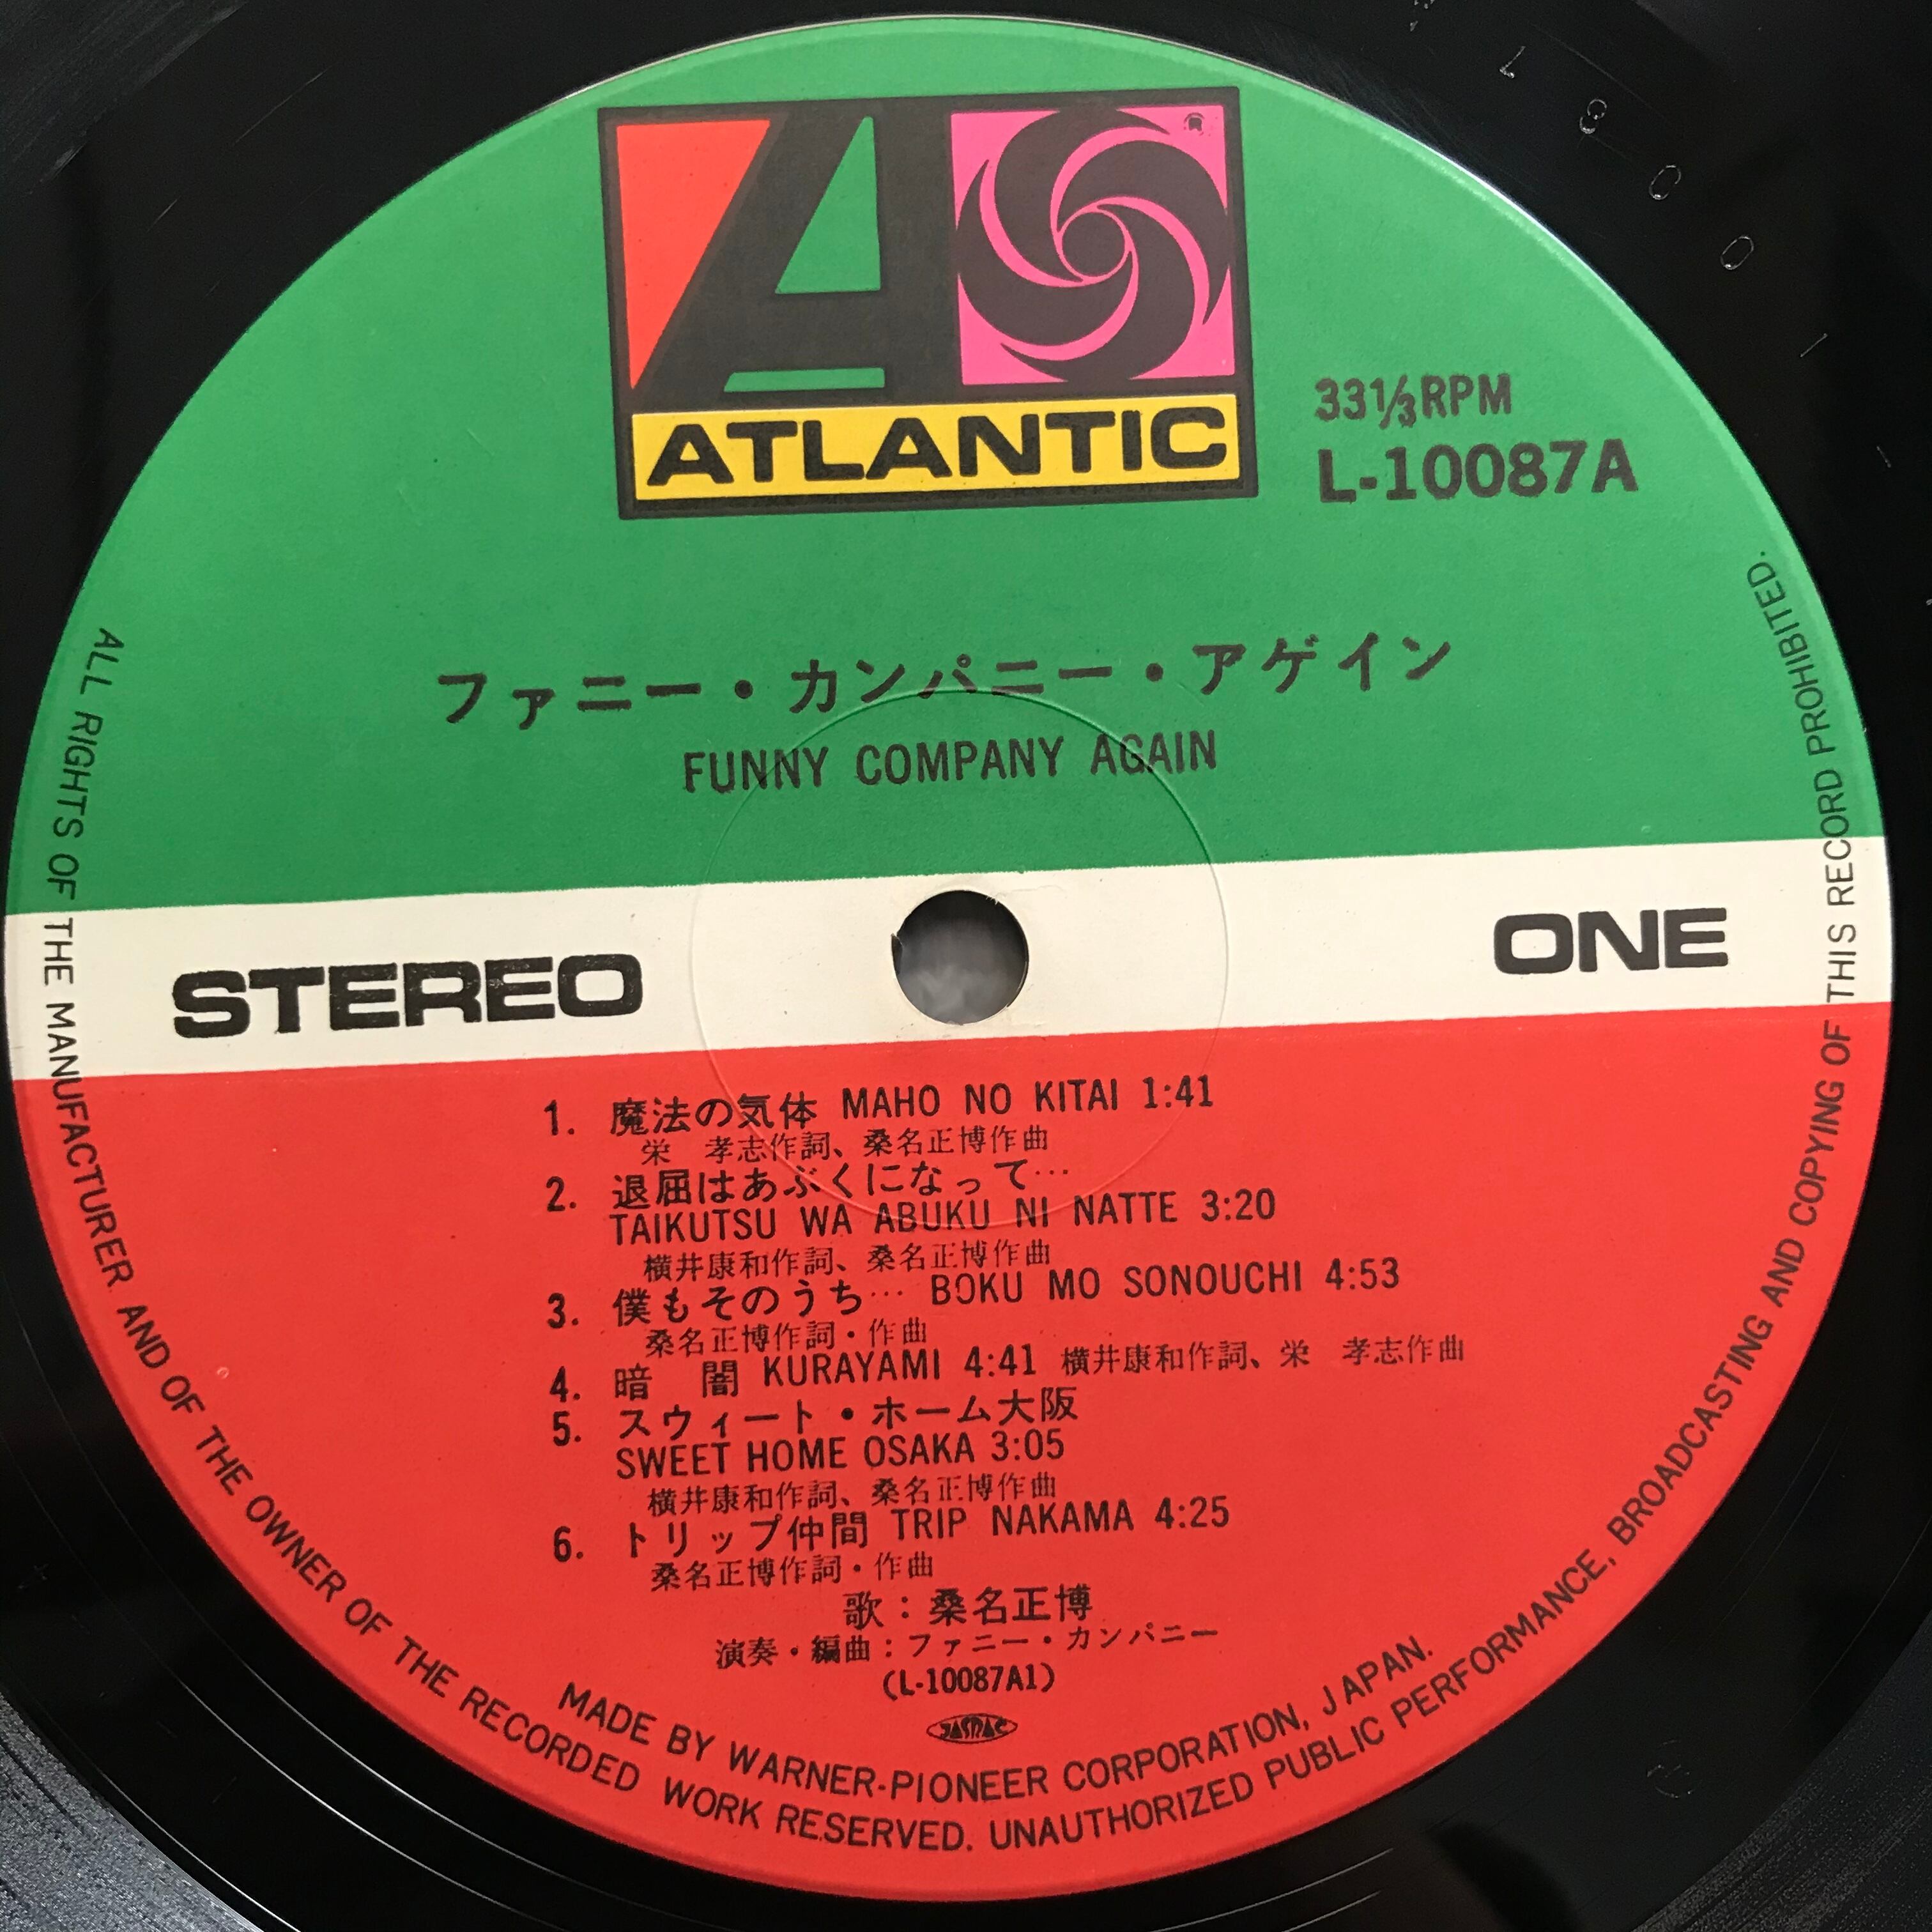 ATLANTIC
33⅓RPM
L-10087A
ファニー・カンパニー・アゲイン
FUNNY COMPANY AGAIN
STEREO
ONE
1. 魔法の気体 MAHO NO KITAI 1:41
栄　孝志作詞、桑名正博作曲
2. 退屈はあぶくになって…
TAIKUTSU WA ABUKU NI NATTE 3:20
横井康和作詞、桑名正博作曲
3. 僕もそのうち… BOKU MO SONOUCHI 4:53
桑名正博作詞・作曲
4. 暗　闇 KURAYAMI 4:41 横井康和作詞、栄　孝志作曲
5. スウィート・ホーム大阪
SWEET HOME OSAKA 3:05
横井康和作詞、桑名正博作曲
6. トリップ仲間 TRIP NAKAMA 4:25
桑名正博作詞・作曲
歌：桑名正博
演奏・編曲：ファニー・カンパニー
(L-10087A1)
JASRAC
MADE BY WARNER-PIONEER CORPORATION, JAPAN.
ALL RIGHTS OF THE MANUFACTURER AND OF THE OWNER OF THE RECORDED WORK RESERVED. UNAUTHORIZED PUBLIC PERFORMANCE, BROADCASTING AND COPYING OF THIS RECORD PROHIBITED.